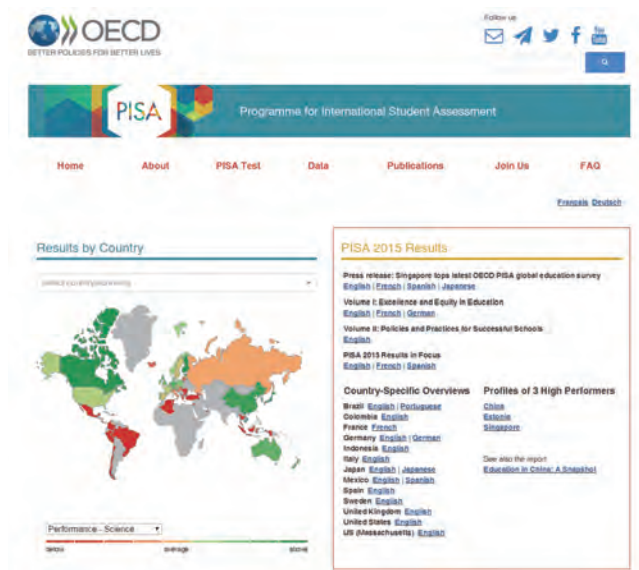 OECD
BETTER POLICIES FOR BETTER LIVES
Follow us
You Tube
PISA
Programme for International Student Assessment
Home About PISA Test Data Publications Join Us FAQ
Français Deutsch
Results by Country
PISA 2015 Results
Press release: Singapore tops latest OECD PISA global education survey
English | French | Spanish | Japanese
Volume I: Excellence and Equity in Education
English | French | German
Volume II: Policies and Practices for Successful Schools
English
PISA 2015 Results in Focus
English | French | Spanish
Country-Specific Overviews
Brazil English | Portuguese
Colombia English
France French
Germany English | German
Indonesia English
Italy English
Japan English | Japanese
Mexico English | Spanish
Spain English
Sweden English
United Kingdom English
United States English
US (Massachusetts) English
Profiles of 3 High Performers
China
Estonia
Singapore
See also the report
Education in China: A Snapshot
Performance - Science
below average above